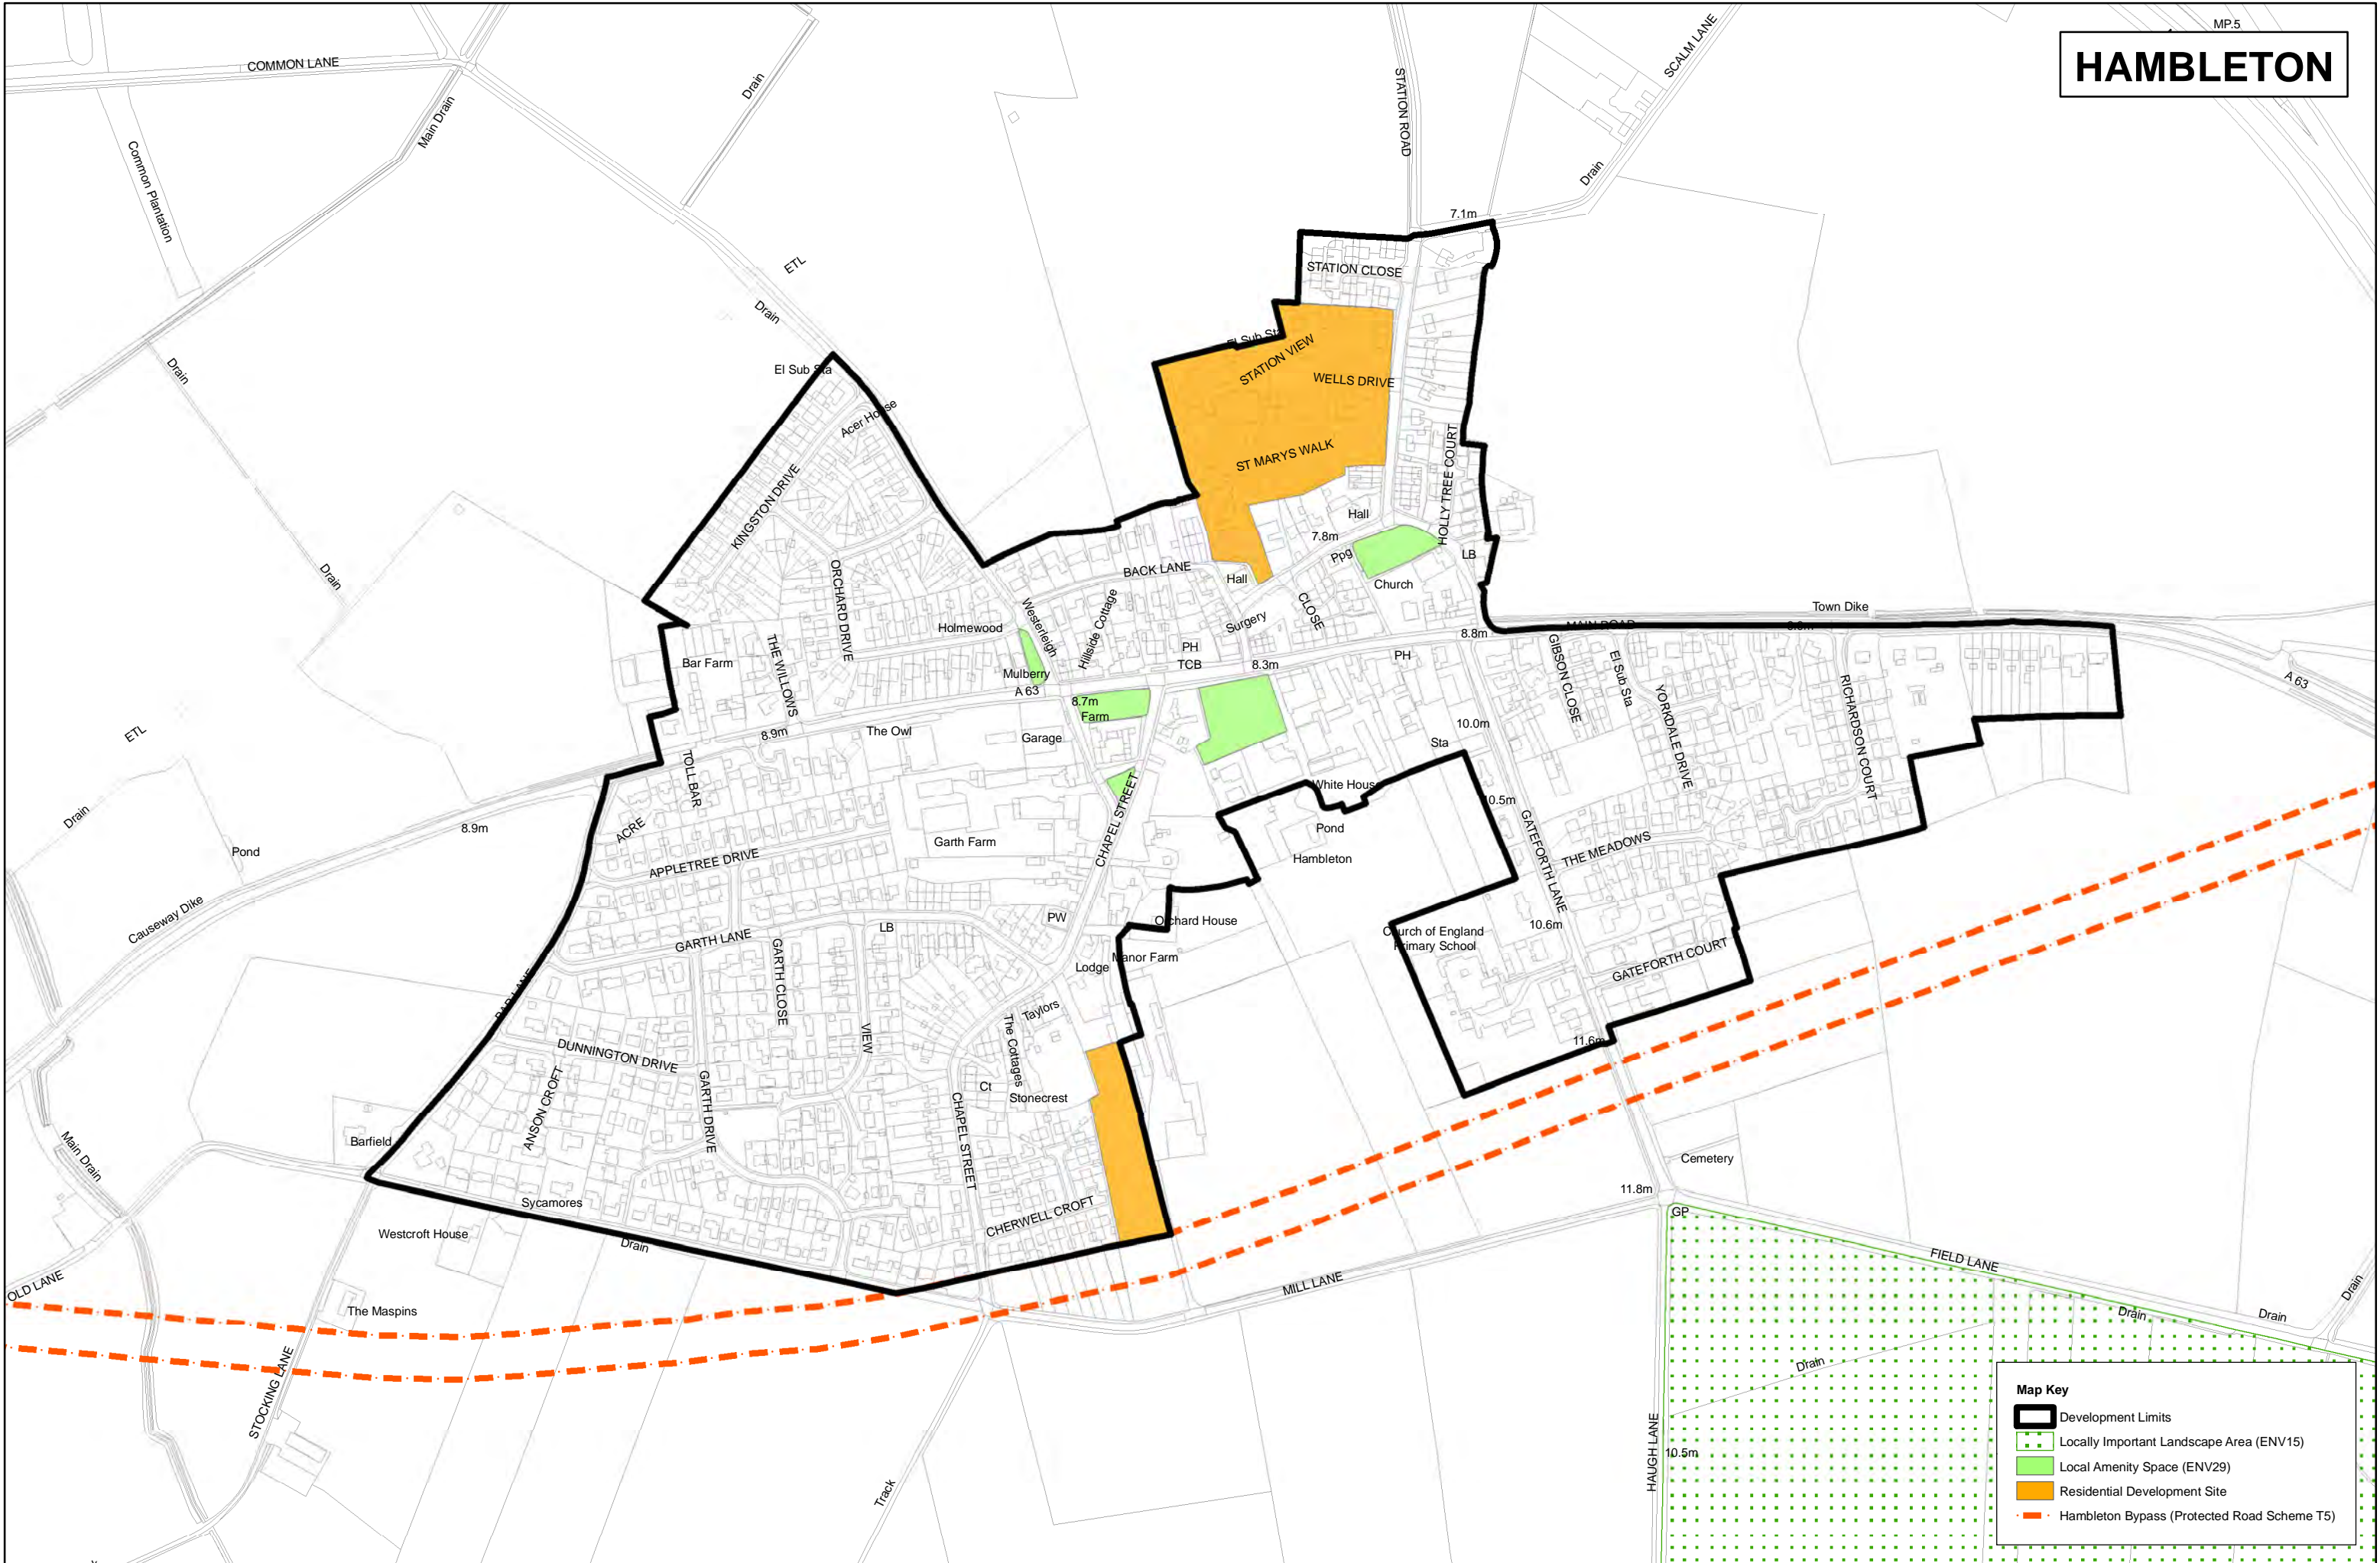 MP.5
HAMBLETON
COMMON LANE
Main Drain
Drain
STATION ROAD
SCALM LANE
Drain
Common Plantation
7.1m
ETL
Drain
STATION CLOSE
El Sub Sta
STATION VIEW
WELLS DRIVE
Drain
El Sub Sta
Acer House
ST MARYS WALK
HOLLY TREE COURT
KINGSTON DRIVE
Hall
7.8m
Ppg
LB
Drain
ORCHARD DRIVE
BACK LANE
Hall
Church
CLOSE
Westerleigh
Hillside Cottage
Surgery
Town Dike
MAIN ROAD
Holmewood
8.8m
THE WILLOWS
Bar Farm
PH
TCB
8.3m
PH
GIBSON CLOSE
El Sub Sta
Mulberry
A 63
8.7m
Farm
YORKDALE DRIVE
RICHARDSON COURT
A 63
ETL
8.9m
The Owl
Garage
10.0m
Sta
TOLLBAR
White House
10.5m
Drain
8.9m
ACRE
Pond
Garth Farm
CHAPEL STREET
Pond
Hambleton
GATEFORTH LANE
THE MEADOWS
APPLETREE DRIVE
Causeway Dike
PW
Orchard House
LB
GARTH LANE
Church of England
Primary School
10.6m
GARTH CLOSE
Lodge
Manor Farm
GATEFORTH COURT
BAR LANE
Taylors
The Cottages
VIEW
DUNNINGTON DRIVE
11.6m
ANSON CROFT
GARTH DRIVE
Ct
Stonecrest
CHAPEL STREET
Barfield
Main Drain
Cemetery
Sycamores
11.8m
CHERWELL CROFT
GP
Westcroft House
Drain
OLD LANE
MILL LANE
FIELD LANE
The Maspins
Drain
Drain
Drain
STOCKING LANE
Drain
HAUGH LANE
10.5m
Track
Map Key
Development Limits
Locally Important Landscape Area (ENV15)
Local Amenity Space (ENV29)
Residential Development Site
Hambleton Bypass (Protected Road Scheme T5)